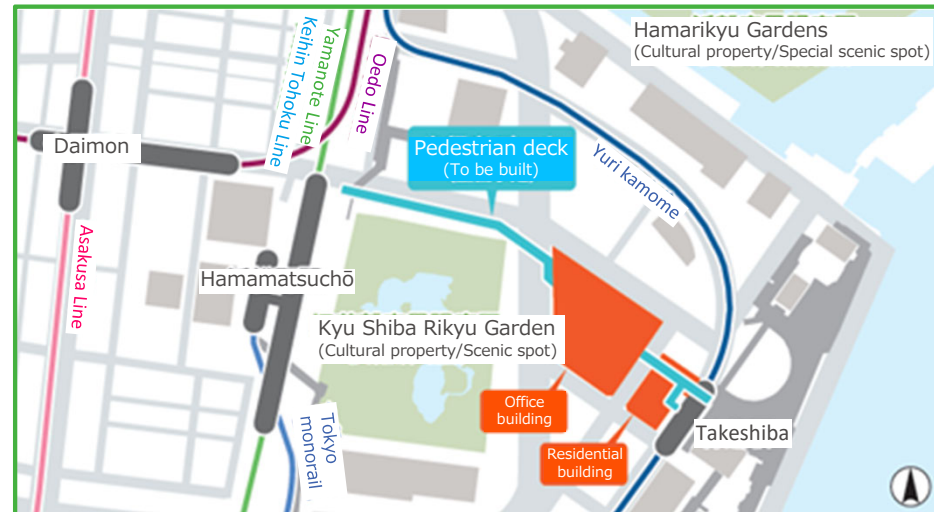 Hamarikyu Gardens
(Cultural property/Special scenic spot)
Yamanote Line
Keihin Tohoku Line
Oedo Line
Daimon
Pedestrian deck
(To be built)
Yuri kamome
Asakusa Line
Hamamatsuchō
Kyu Shiba Rikyu Garden
(Cultural property/Scenic spot)
Office
building
Residential
building
Takeshiba
Tokyo
monorail